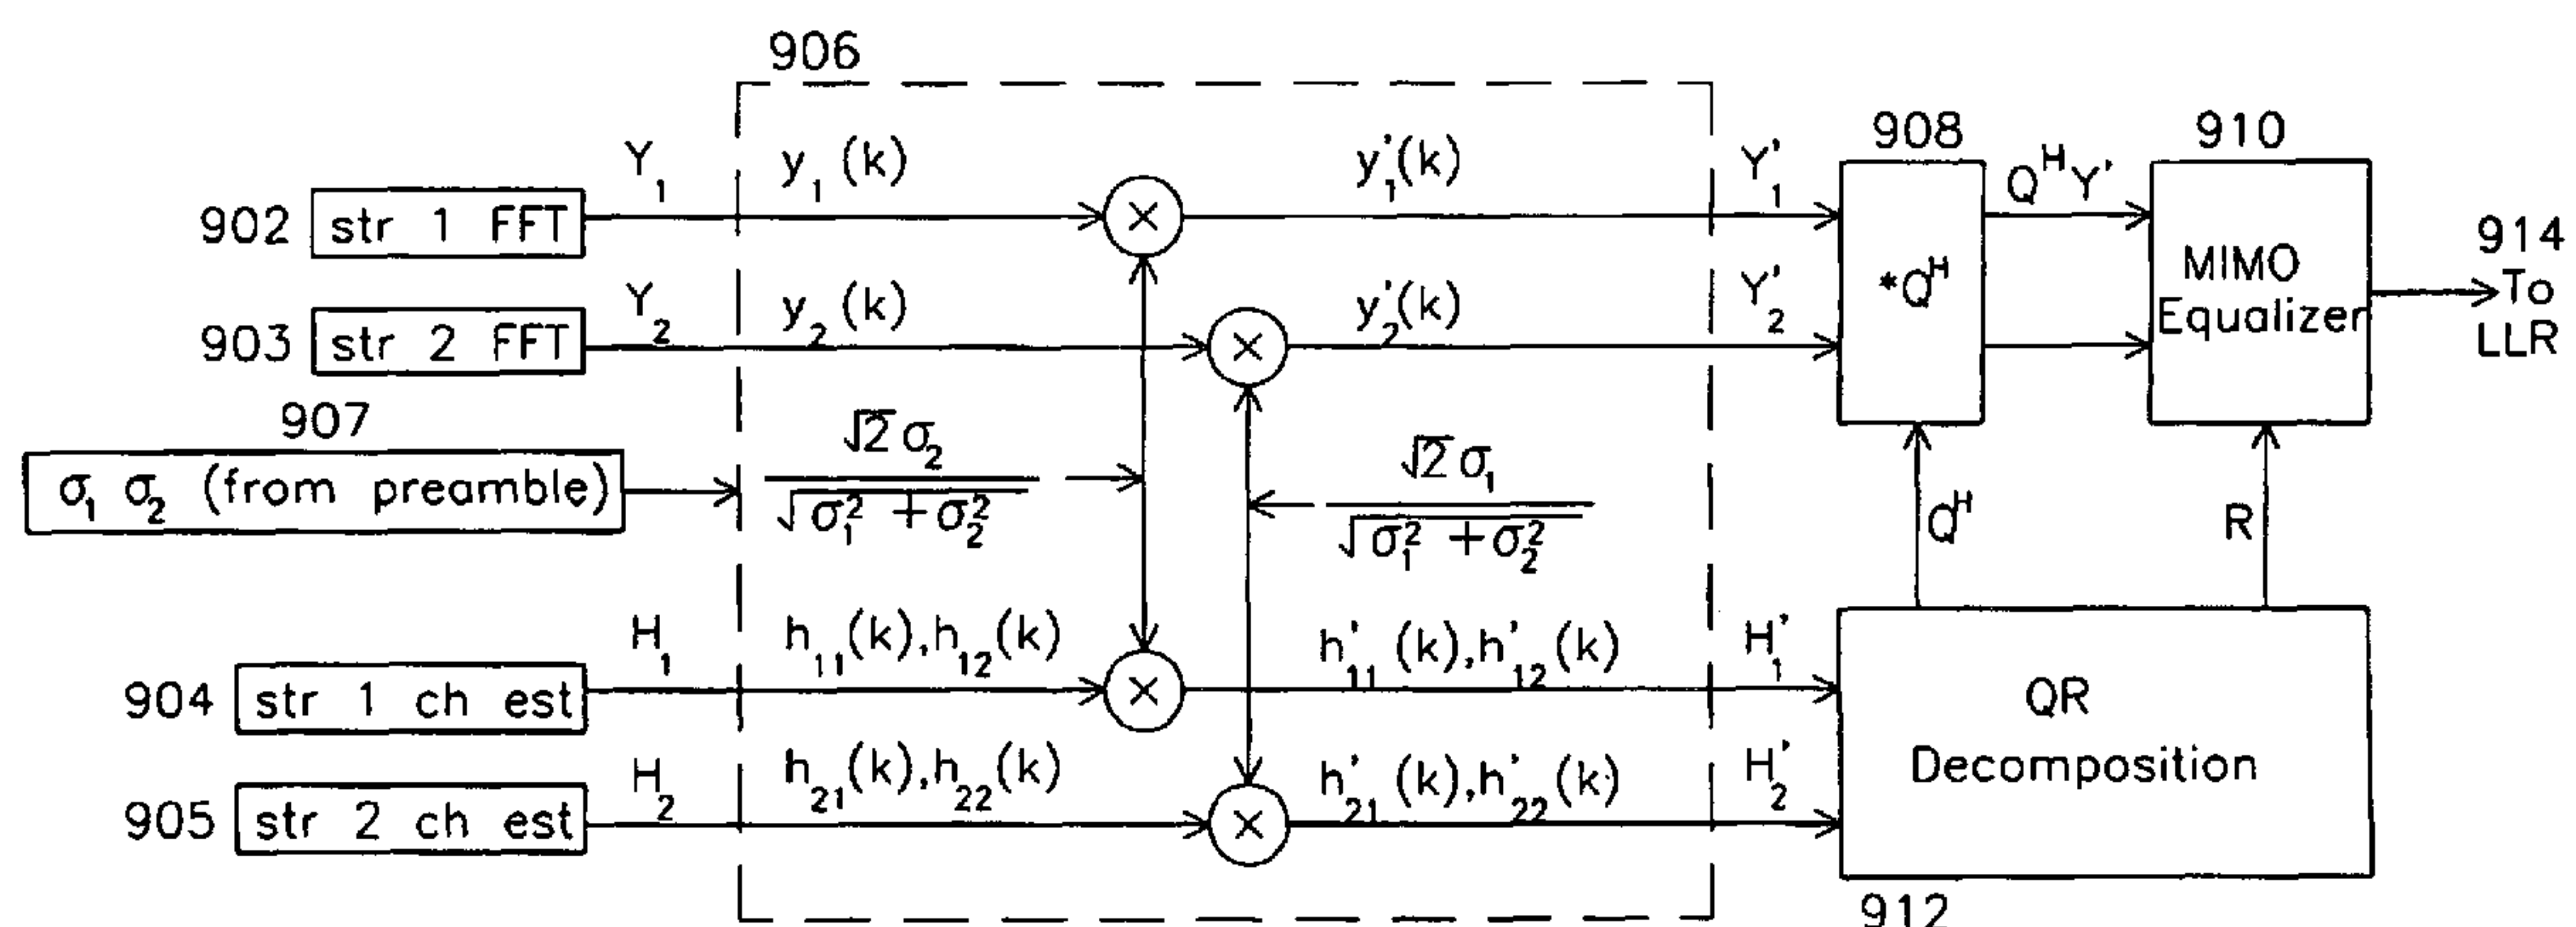 906
Y₁ y₁(k) y'₁(k) Y'₁
902 str 1 FFT
908
910
Qᴴ Y'
Y₂ y₂(k) y'₂(k) Y'₂
903 str 2 FFT
*Qᴴ
MIMO
Equalizer
914
To
LLR
907
σ₁ σ₂ (from preamble)
√2 σ₂
√σ₁² + σ₂²
√2 σ₁
√σ₁² + σ₂²
Qᴴ
R
H₁ h₁₁(k),h₁₂(k) h'₁₁(k),h'₁₂(k) H'₁
904 str 1 ch est
H₂ h₂₁(k),h₂₂(k) h'₂₁(k),h'₂₂(k) H'₂
905 str 2 ch est
QR
Decomposition
912